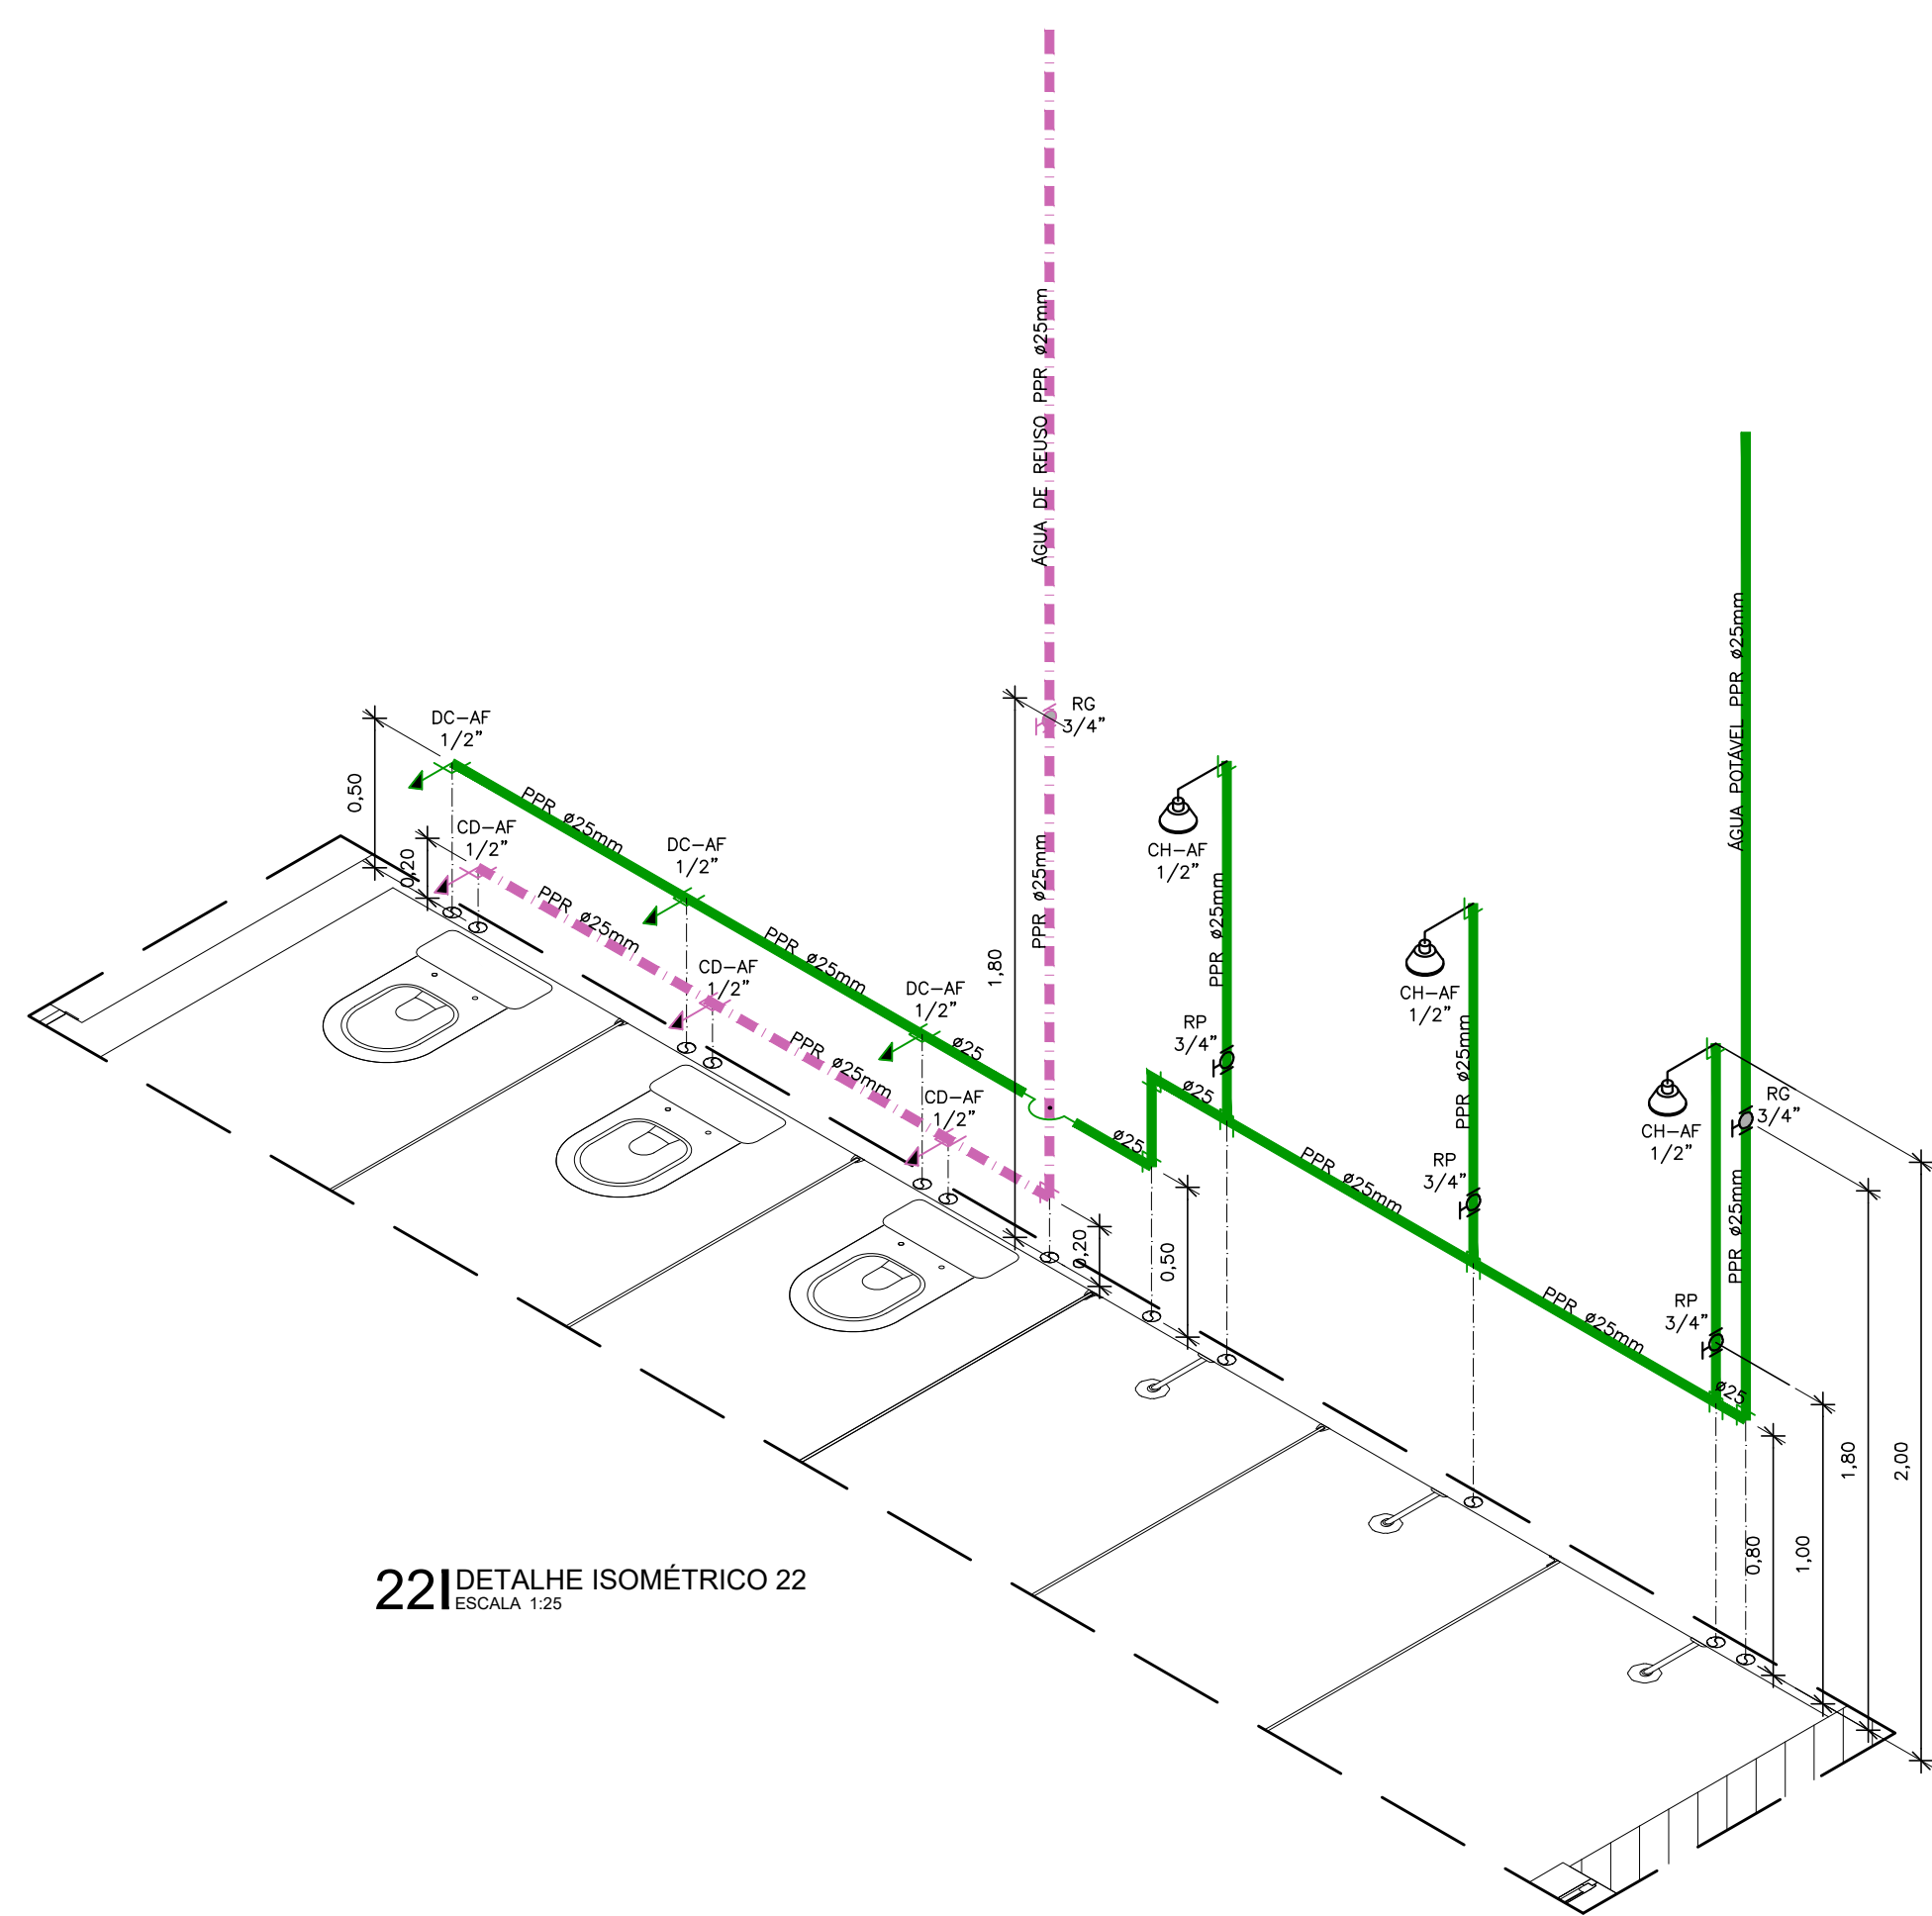 ÁGUA DE REUSO PPR ø25mm
ÁGUA POTÁVEL PPR ø25mm
RG
3/4"
DC-AF
1/2"
0,50
PPR ø25mm
CD-AF
1/2"
0,20
PPR ø25mm
DC-AF
1/2"
PPR ø25mm
CD-AF
1/2"
PPR ø25mm
DC-AF
1/2"
ø25
CD-AF
1/2"
1,80
PPR ø25mm
CH-AF
1/2"
PPR ø25mm
RP
3/4"
ø25
ø25
0,20
0,50
CH-AF
1/2"
PPR ø25mm
RP
3/4"
PPR ø25mm
CH-AF
1/2"
RG
3/4"
PPR ø25mm
RP
3/4"
PPR ø25mm
ø25
0,80
1,00
1,80
2,00
22I DETALHE ISOMÉTRICO 22
ESCALA 1:25